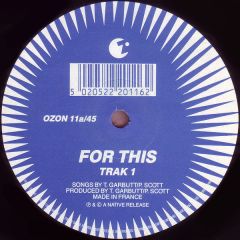 5 020522 201162
OZON 11a/45
FOR THIS
TRAK 1
SONGS BY T. GARBUTT/P. SCOTT
PRODUCED BY T. GARBUTT/P. SCOTT
MADE IN FRANCE
℗ & © A NATIVE RELEASE